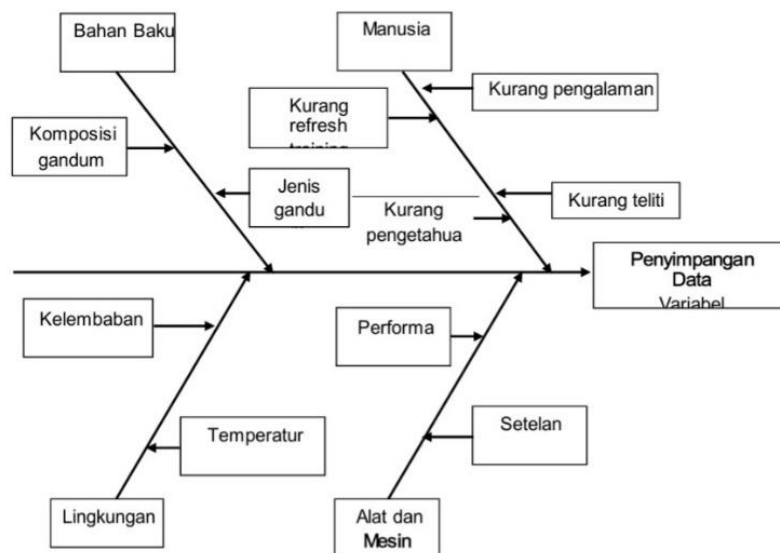 Bahan Baku
Manusia
Kurang pengalaman
Kurang
refresh
training
Komposisi
gandum
Jenis
gandu
Kurang teliti
Kurang
pengetahua
Penyimpangan
Data
Variabel
Kelembaban
Performa
Temperatur
Setelan
Lingkungan
Alat dan
Mesin